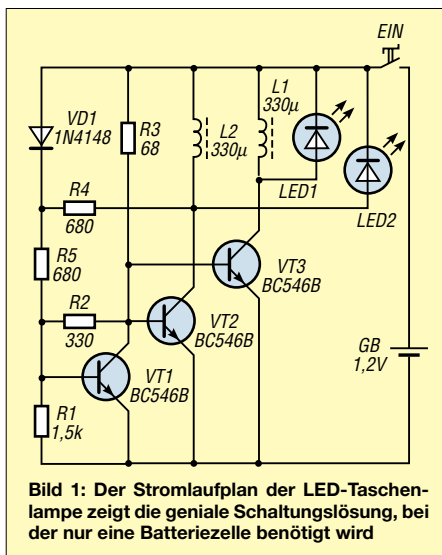 EIN
VD1
1N4148
R3
68
L2
330µ
L1
330µ
LED1
LED2
R4
680
R5
680
R2
330
VT3
BC546B
VT2
BC546B
VT1
BC546B
R1
1,5k
GB
1,2V
Bild 1: Der Stromlaufplan der LED-Taschen-
lampe zeigt die geniale Schaltungslösung, bei
der nur eine Batteriezelle benötigt wird